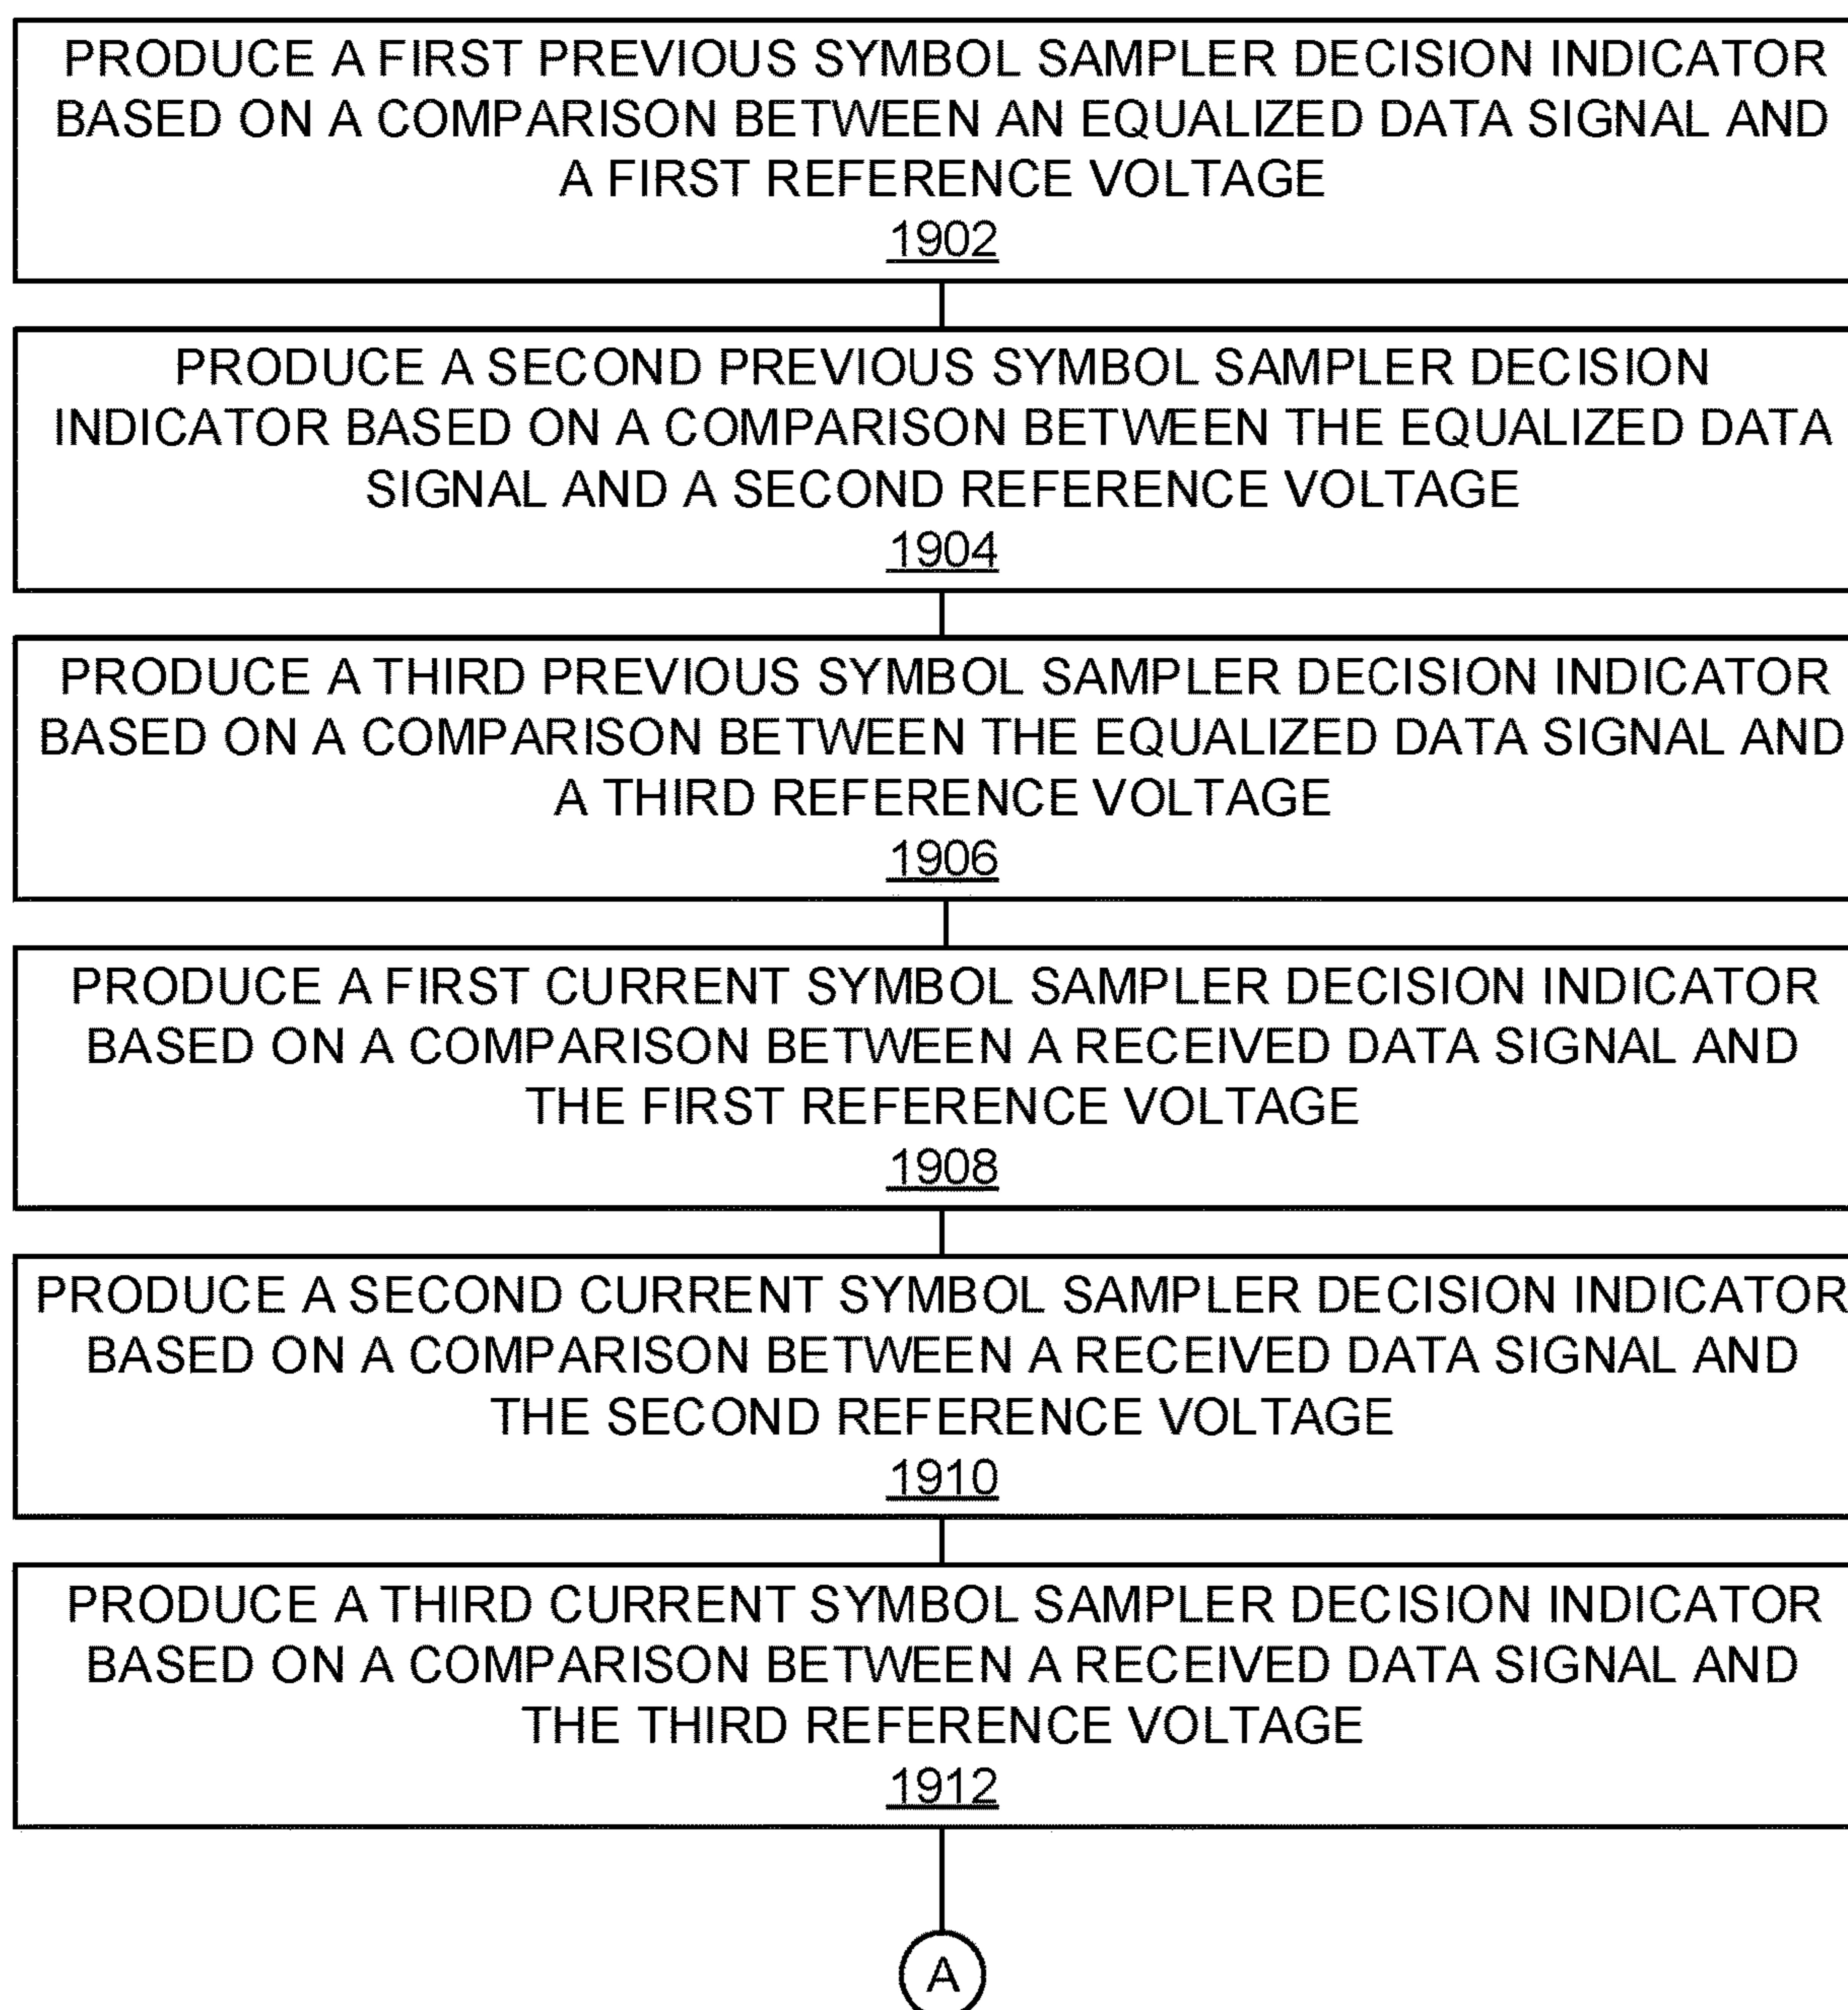 PRODUCE A FIRST PREVIOUS SYMBOL SAMPLER DECISION INDICATOR
BASED ON A COMPARISON BETWEEN AN EQUALIZED DATA SIGNAL AND
A FIRST REFERENCE VOLTAGE
1902
PRODUCE A SECOND PREVIOUS SYMBOL SAMPLER DECISION
INDICATOR BASED ON A COMPARISON BETWEEN THE EQUALIZED DATA
SIGNAL AND A SECOND REFERENCE VOLTAGE
1904
PRODUCE A THIRD PREVIOUS SYMBOL SAMPLER DECISION INDICATOR
BASED ON A COMPARISON BETWEEN THE EQUALIZED DATA SIGNAL AND
A THIRD REFERENCE VOLTAGE
1906
PRODUCE A FIRST CURRENT SYMBOL SAMPLER DECISION INDICATOR
BASED ON A COMPARISON BETWEEN A RECEIVED DATA SIGNAL AND
THE FIRST REFERENCE VOLTAGE
1908
PRODUCE A SECOND CURRENT SYMBOL SAMPLER DECISION INDICATOR
BASED ON A COMPARISON BETWEEN A RECEIVED DATA SIGNAL AND
THE SECOND REFERENCE VOLTAGE
1910
PRODUCE A THIRD CURRENT SYMBOL SAMPLER DECISION INDICATOR
BASED ON A COMPARISON BETWEEN A RECEIVED DATA SIGNAL AND
THE THIRD REFERENCE VOLTAGE
1912
A